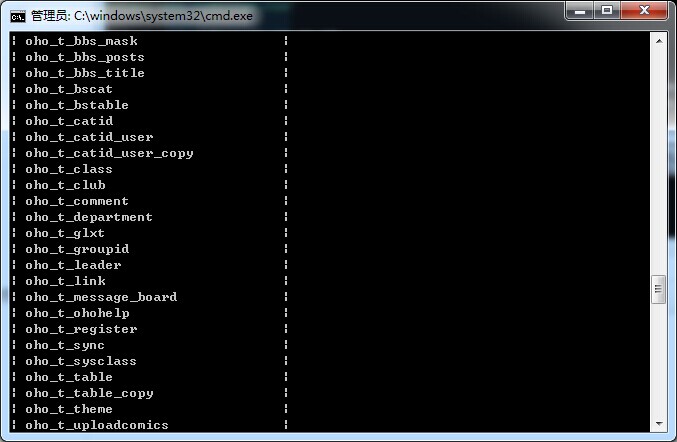 管理员: C:\windows\system32\cmd.exe
¦ oho_t_bbs_mask ¦
¦ oho_t_bbs_posts ¦
¦ oho_t_bbs_title ¦
¦ oho_t_bscat ¦
¦ oho_t_bstable ¦
¦ oho_t_catid ¦
¦ oho_t_catid_user ¦
¦ oho_t_catid_user_copy ¦
¦ oho_t_class ¦
¦ oho_t_club ¦
¦ oho_t_comment ¦
¦ oho_t_department ¦
¦ oho_t_glxt ¦
¦ oho_t_groupid ¦
¦ oho_t_leader ¦
¦ oho_t_link ¦
¦ oho_t_message_board ¦
¦ oho_t_ohohelp ¦
¦ oho_t_register ¦
¦ oho_t_sync ¦
¦ oho_t_sysclass ¦
¦ oho_t_table ¦
¦ oho_t_table_copy ¦
¦ oho_t_theme ¦
¦ oho_t_uploadcomics ¦